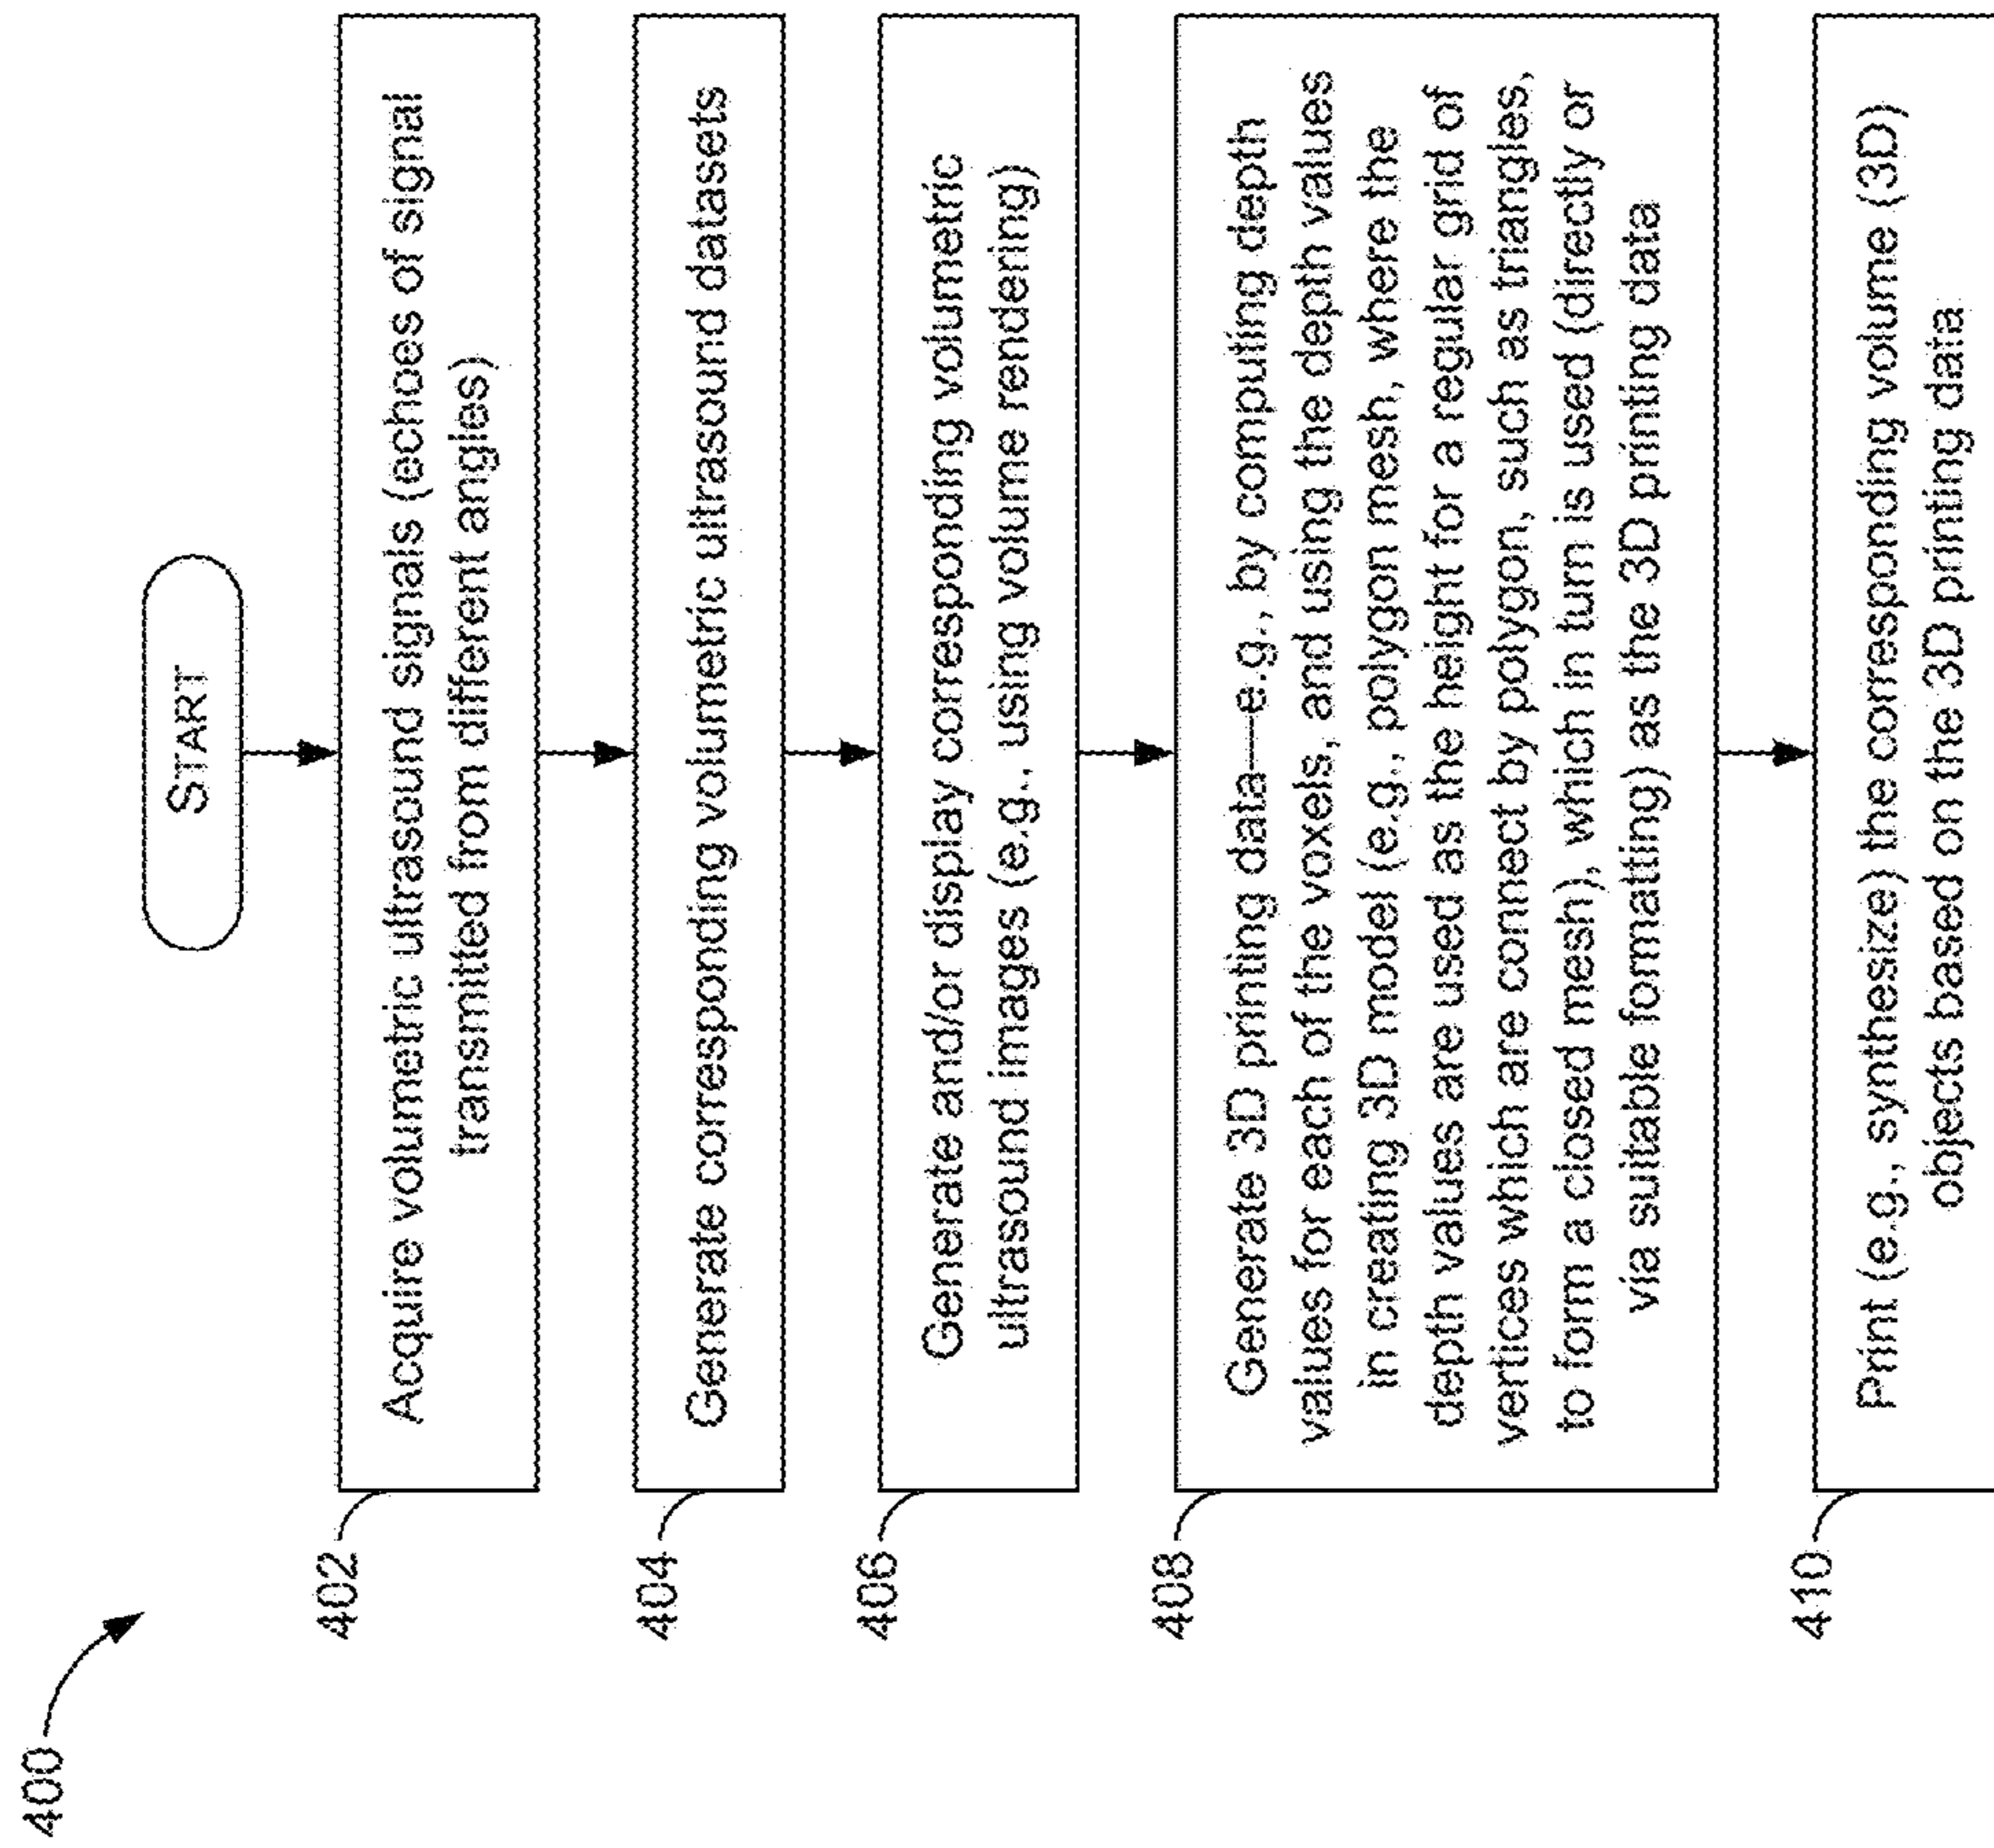 400
START
402
Acquire volumetric ultrasound signals (echoes of signal
transmitted from different angles)
404
Generate corresponding volumetric ultrasound datasets
406
Generate and/or display corresponding volumetric
ultrasound images (e.g., using volume rendering)
408
Generate 3D printing data—e.g., by computing depth
values for each of the voxels, and using the depth values
in creating 3D model (e.g., polygon mesh, where the
depth values are used as the height for a regular grid of
vertices which are connect by polygon, such as triangles,
to form a closed mesh), which in turn is used (directly or
via suitable formating) as the 3D printing data
410
Print (e.g., synthesize) the corresponding volume (3D)
objects based on the 3D printing data